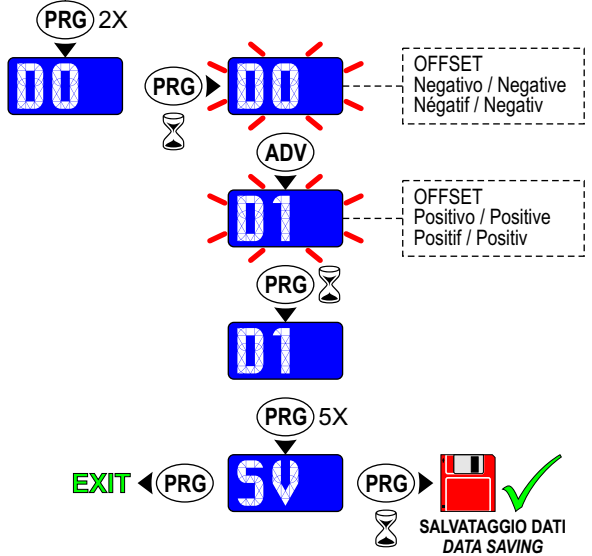 PRG 2X
D0
PRG
D0
OFFSET
Negativo / Negative
Négatif / Negativ
ADV
D1
OFFSET
Positivo / Positive
Positif / Positiv
PRG
D1
PRG 5X
EXIT PRG
SV
PRG
SALVATAGGIO DATI
DATA SAVING